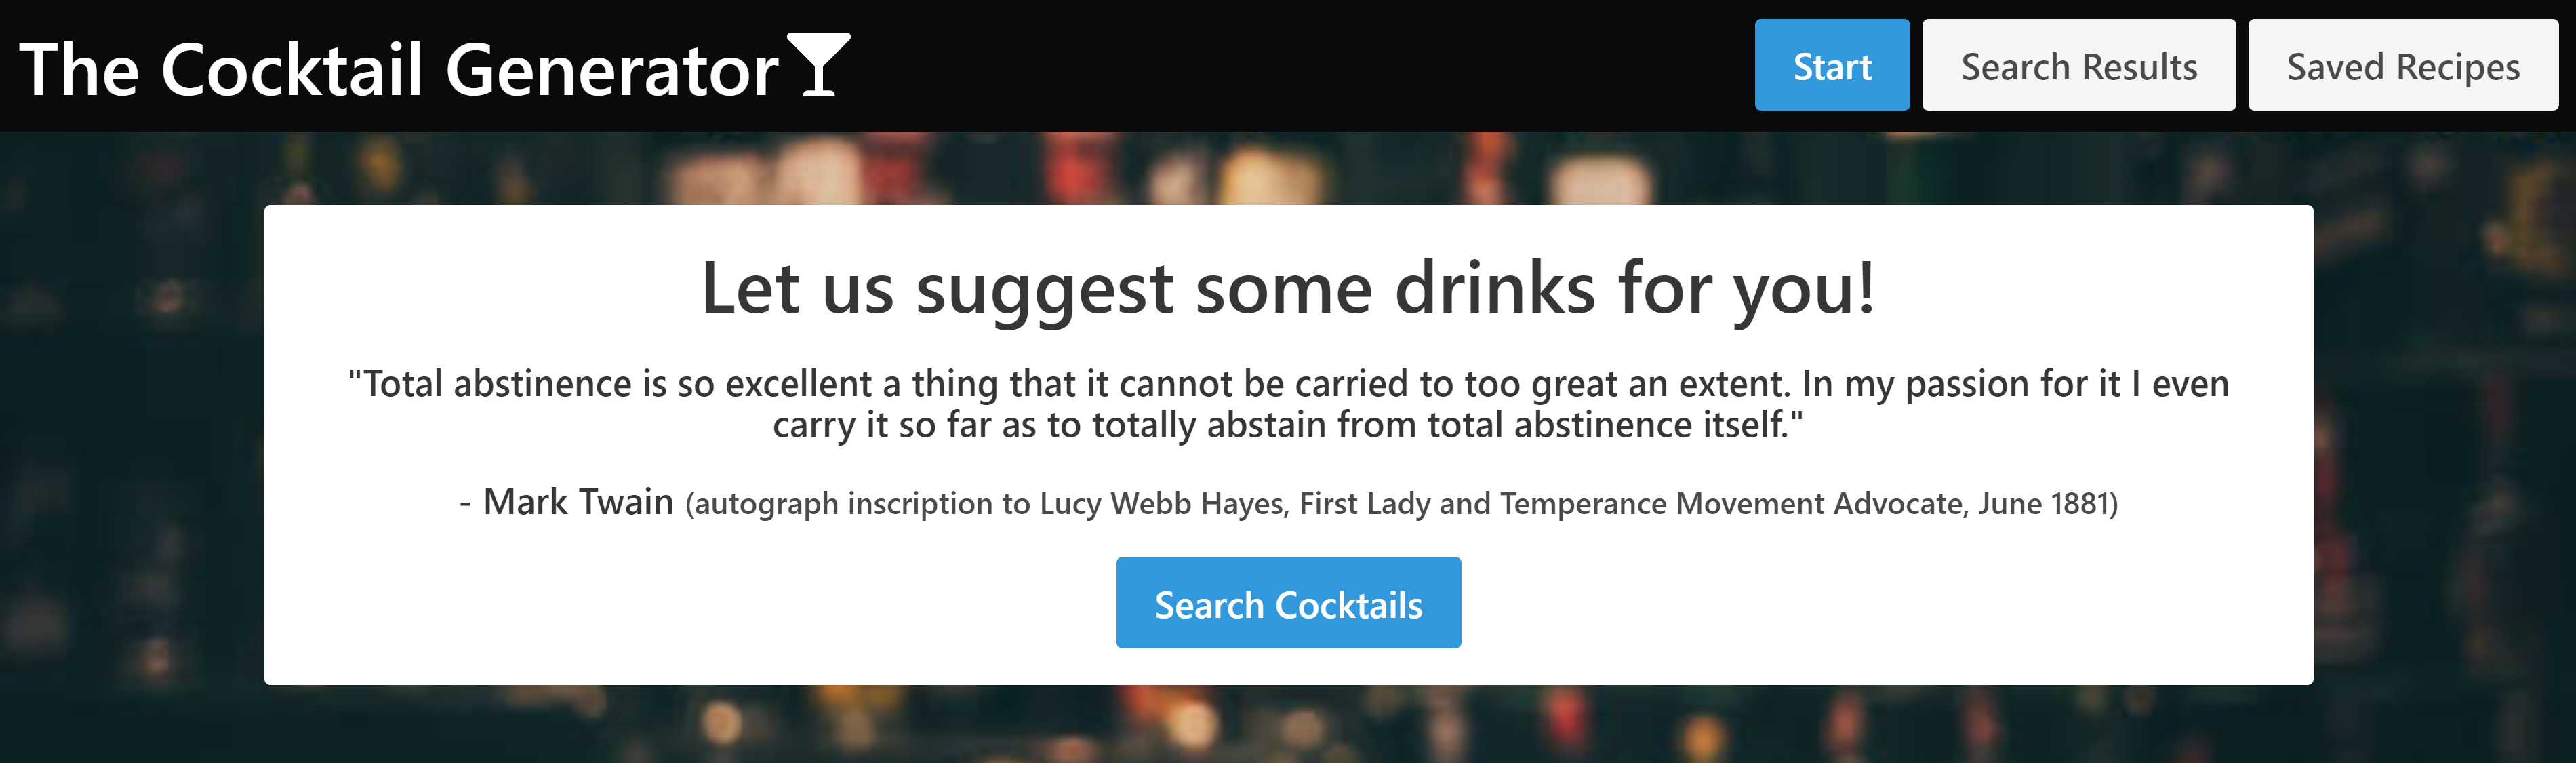 The Cocktail Generator
Start
Search Results
Saved Recipes
Let us suggest some drinks for you!
"Total abstinence is so excellent a thing that it cannot be carried to too great an extent. In my passion for it I even
carry it so far as to totally abstain from total abstinence itself."
- Mark Twain (autograph inscription to Lucy Webb Hayes, First Lady and Temperance Movement Advocate, June 1881)
Search Cocktails